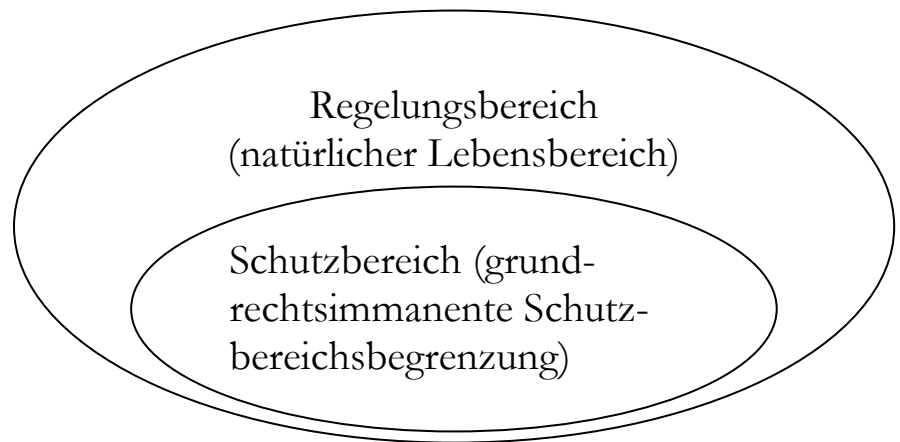 Regelungsbereich
(natürlicher Lebensbereich)
Schutzbereich (grund-
rechtsimmanente Schutz-
bereichsbegrenzung)